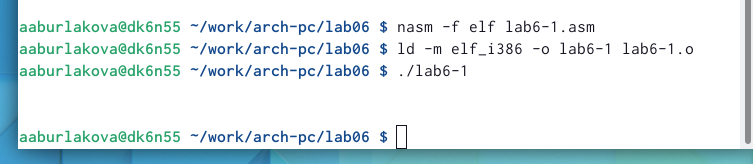 aaburlakova@dk6n55 ~/work/arch-pc/lab06 $ nasm -f elf lab6-1.asm
aaburlakova@dk6n55 ~/work/arch-pc/lab06 $ ld -m elf_i386 -o lab6-1 lab6-1.o
aaburlakova@dk6n55 ~/work/arch-pc/lab06 $ ./lab6-1
aaburlakova@dk6n55 ~/work/arch-pc/lab06 $